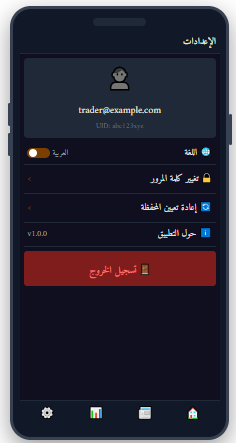 الإعدادات
trader@example.com
UID: abc123xyz
اللغة العربية
تغيير كلمة المرور
إعادة تعيين المحفظة
حول التطبيق v1.0.0
تسجيل الخروج